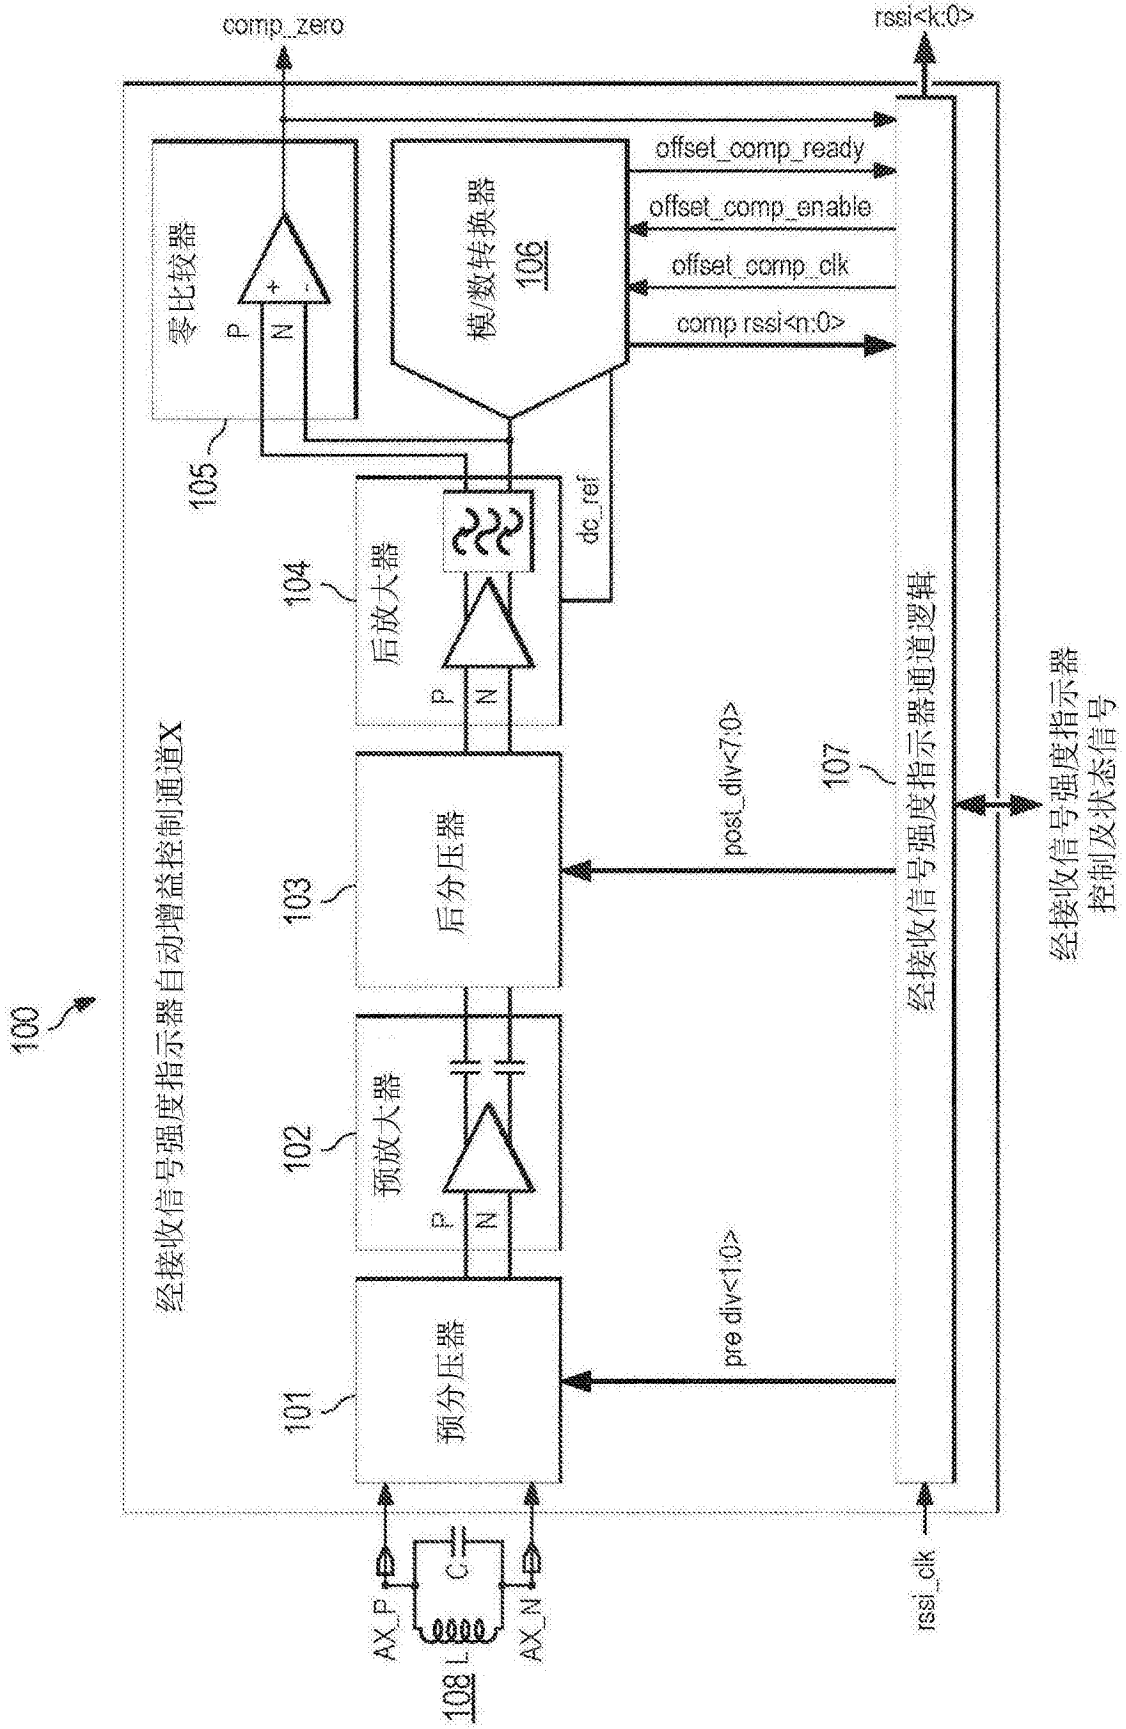 100
经接收信号强度指示器自动增益控制通道X
108
L
C
AX_P
AX_N
101
预分压器
102
预放大器
P
N
103
后分压器
104
后放大器
P
N
dc_ref
105
零比较器
P
N
+
-
comp_zero
模/数转换器
106
offset_comp_ready
offset_comp_enable
offset_comp_clk
comp rssi<n:0>
pre div<1:0>
post_div<7:0>
107
经接收信号强度指示器通道逻辑
rssi_clk
rssi<k:0>
经接收信号强度指示器
控制及状态信号